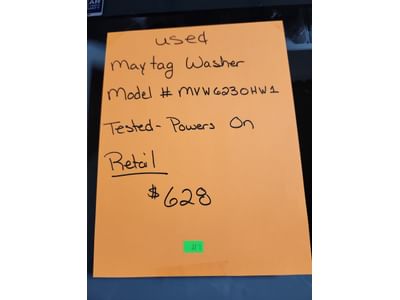 used
Maytag Washer
Model # MVW6230HW1
Tested - Powers On
Retail
$628